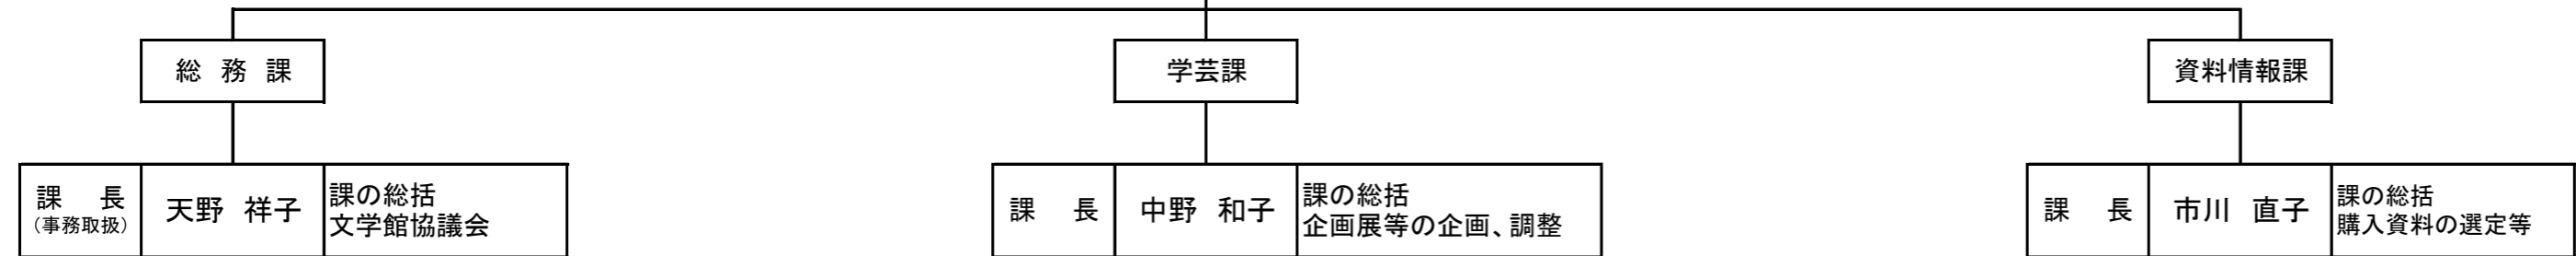 総 務 課
学芸課
資料情報課
課 長
（事務取扱）
天野 祥子
課の総括
文学館協議会
課 長
中野 和子
課の総括
企画展等の企画、調整
課 長
市川 直子
課の総括
購入資料の選定等